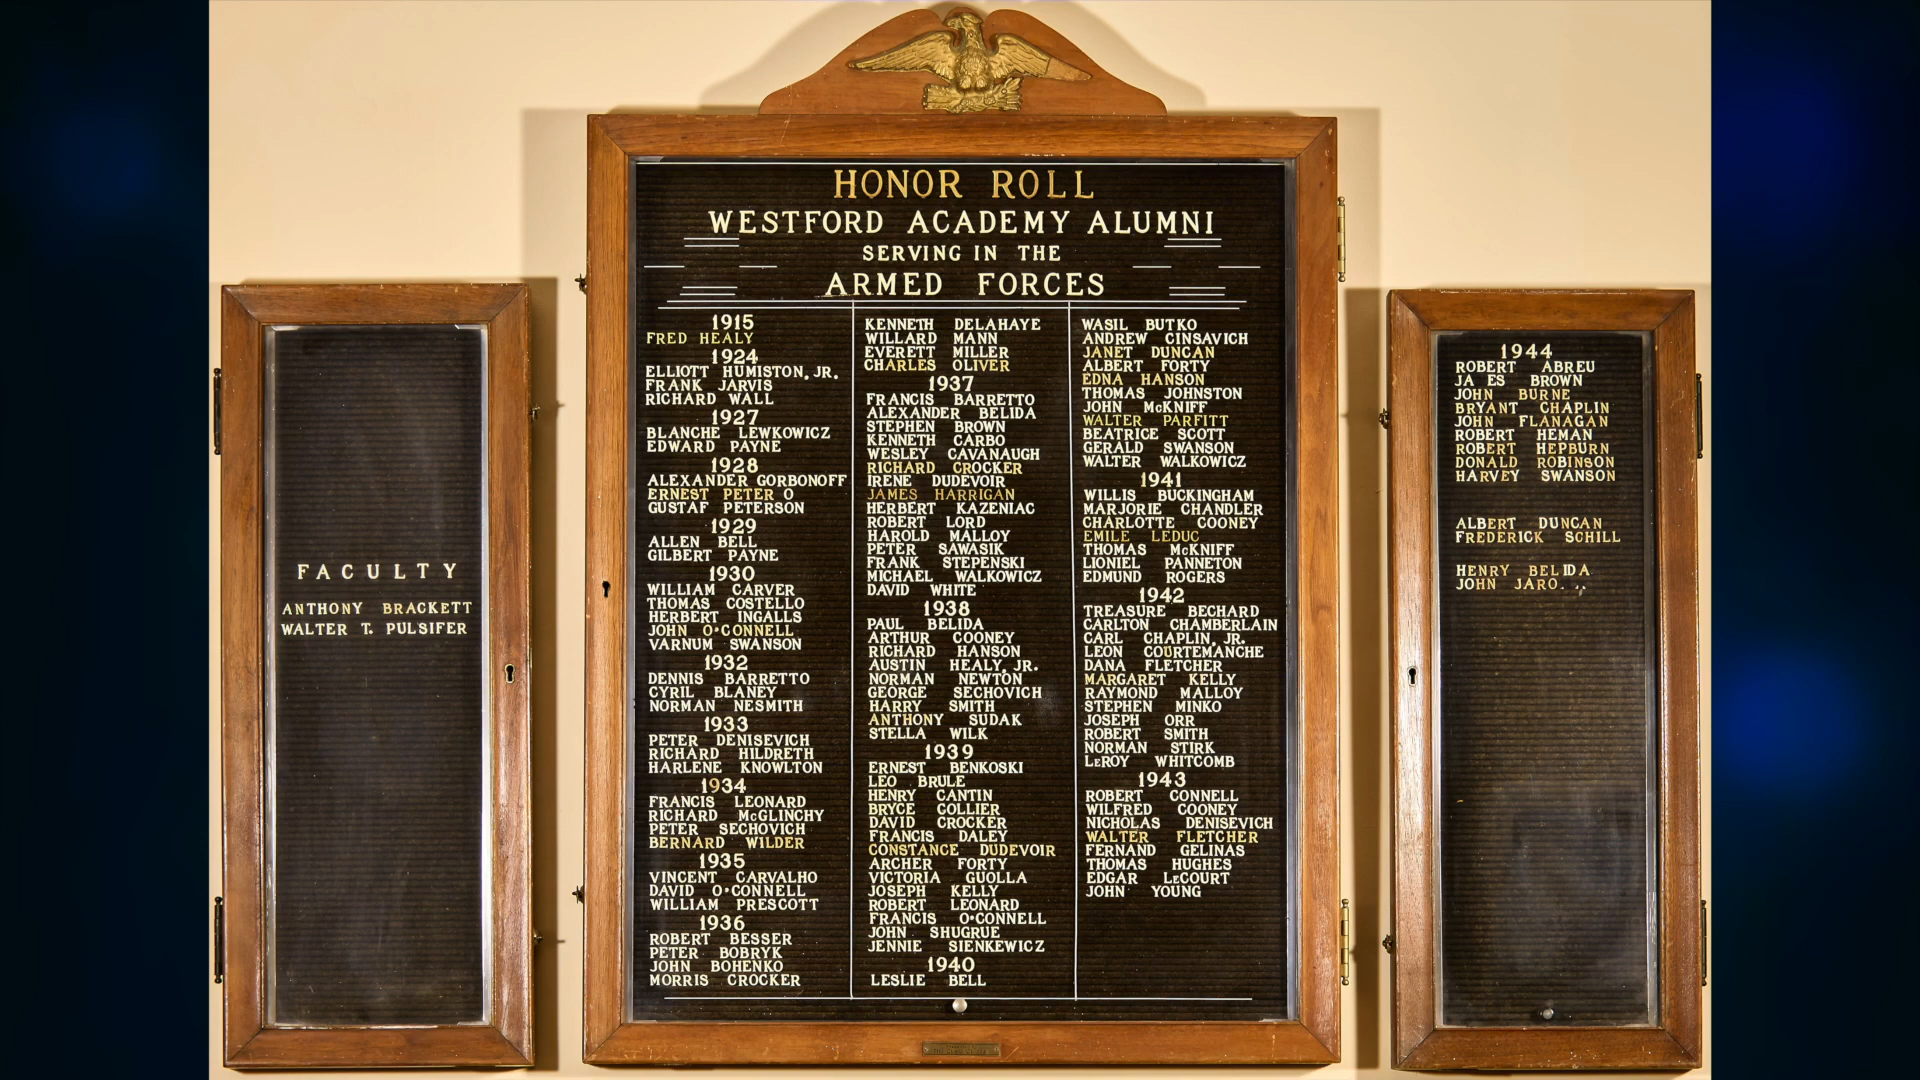 FACULTY
ANTHONY BRACKETT
WALTER T. PULSIFER
HONOR ROLL
WESTFORD ACADEMY ALUMNI
SERVING IN THE
ARMED FORCES
1915
FRED HEALY
1924
ELLIOTT HUMISTON, JR.
FRANK JARVIS
RICHARD WALL
1927
BLANCHE LEWKOWICZ
EDWARD PAYNE
1928
ALEXANDER GORBONOFF
ERNEST PETER O
GUSTAF PETERSON
1929
ALLEN BELL
GILBERT PAYNE
1930
WILLIAM CARVER
THOMAS COSTELLO
HERBERT INGALLS
JOHN O•CONNELL
VARNUM SWANSON
1932
DENNIS BARRETTO
CYRIL BLANEY
NORMAN NESMITH
1933
PETER DENISEVICH
RICHARD HILDRETH
HARLENE KNOWLTON
1934
FRANCIS LEONARD
RICHARD McGLINCHY
PETER SECHOVICH
BERNARD WILDER
1935
VINCENT CARVALHO
DAVID O•CONNELL
WILLIAM PRESCOTT
1936
ROBERT BESSER
PETER BOBRYK
JOHN BOHENKO
MORRIS CROCKER
KENNETH DELAHAYE
WILLARD MANN
EVERETT MILLER
CHARLES OLIVER
1937
FRANCIS BARRETTO
ALEXANDER BELIDA
STEPHEN BROWN
KENNETH CARBO
WESLEY CAVANAUGH
RICHARD CROCKER
IRENE DUDEVOIR
JAMES HARRIGAN
HERBERT KAZENIAC
ROBERT LORD
HAROLD MALLOY
PETER SAWASIK
FRANK STEPENSKI
MICHAEL WALKOWICZ
DAVID WHITE
1938
PAUL BELIDA
ARTHUR COONEY
RICHARD HANSON
AUSTIN HEALY, JR.
NORMAN NEWTON
GEORGE SECHOVICH
HARRY SMITH
ANTHONY SUDAK
STELLA WILK
1939
ERNEST BENKOSKI
LEO BRULE
HENRY CANTIN
BRYCE COLLIER
DAVID CROCKER
FRANCIS DALEY
CONSTANCE DUDEVOIR
ARCHER FORTY
VICTORIA GUOLLA
JOSEPH KELLY
ROBERT LEONARD
FRANCIS O•CONNELL
JOHN SHUGRUE
JENNIE SIENKEWICZ
1940
LESLIE BELL
WASIL BUTKO
ANDREW CINSAVICH
JANET DUNCAN
ALBERT FORTY
EDNA HANSON
THOMAS JOHNSTON
JOHN McKNIFF
WALTER PARFITT
BEATRICE SCOTT
GERALD SWANSON
WALTER WALKOWICZ
1941
WILLIS BUCKINGHAM
MARJORIE CHANDLER
CHARLOTTE COONEY
EMILE LEDUC
THOMAS McKNIFF
LIONIEL PANNETON
EDMUND ROGERS
1942
TREASURE BECHARD
CARLTON CHAMBERLAIN
CARL CHAPLIN, JR.
LEON COURTEMANCHE
DANA FLETCHER
MARGARET KELLY
RAYMOND MALLOY
STEPHEN MINKO
JOSEPH ORR
ROBERT SMITH
NORMAN STIRK
LEROY WHITCOMB
1943
ROBERT CONNELL
WILFRED COONEY
NICHOLAS DENISEVICH
WALTER FLETCHER
FERNAND GELINAS
THOMAS HUGHES
EDGAR LECOURT
JOHN YOUNG
1944
ROBERT ABREU
JA ES BROWN
JOHN BURNE
BRYANT CHAPLIN
JOHN FLANAGAN
ROBERT HEMAN
ROBERT HEPBURN
DONALD ROBINSON
HARVEY SWANSON
ALBERT DUNCAN
FREDERICK SCHILL
HENRY BELIDA
JOHN JARO..,